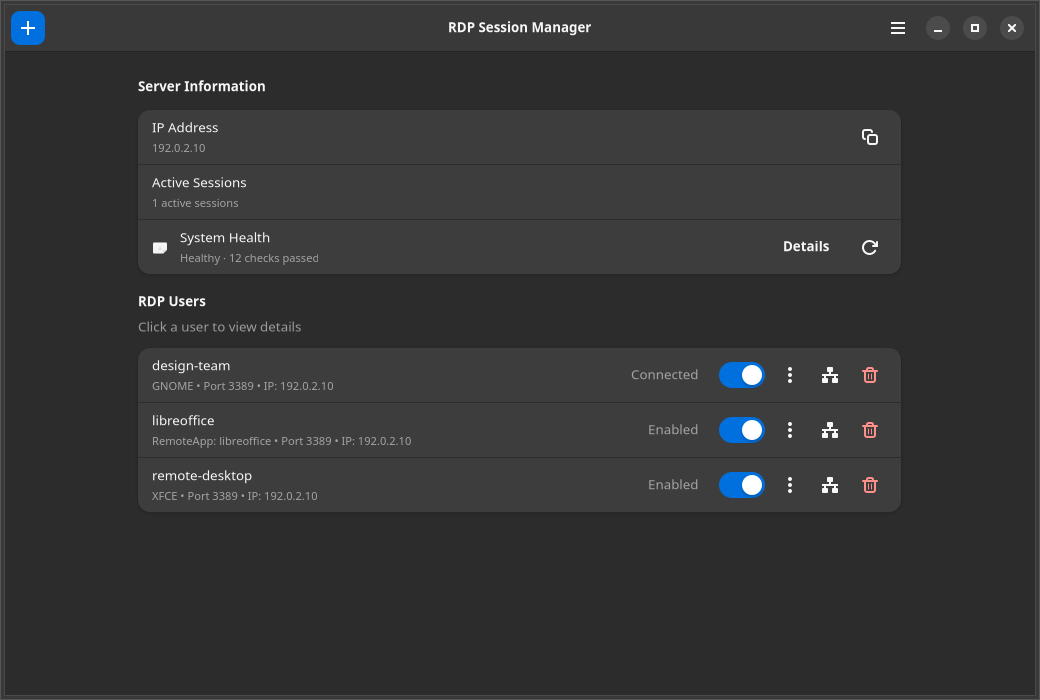 RDP Session Manager
Server Information
IP Address
192.0.2.10
Active Sessions
1 active sessions
System Health
Healthy · 12 checks passed
Details
RDP Users
Click a user to view details
design-team
GNOME • Port 3389 • IP: 192.0.2.10
Connected
libreoffice
RemoteApp: libreoffice • Port 3389 • IP: 192.0.2.10
Enabled
remote-desktop
XFCE • Port 3389 • IP: 192.0.2.10
Enabled